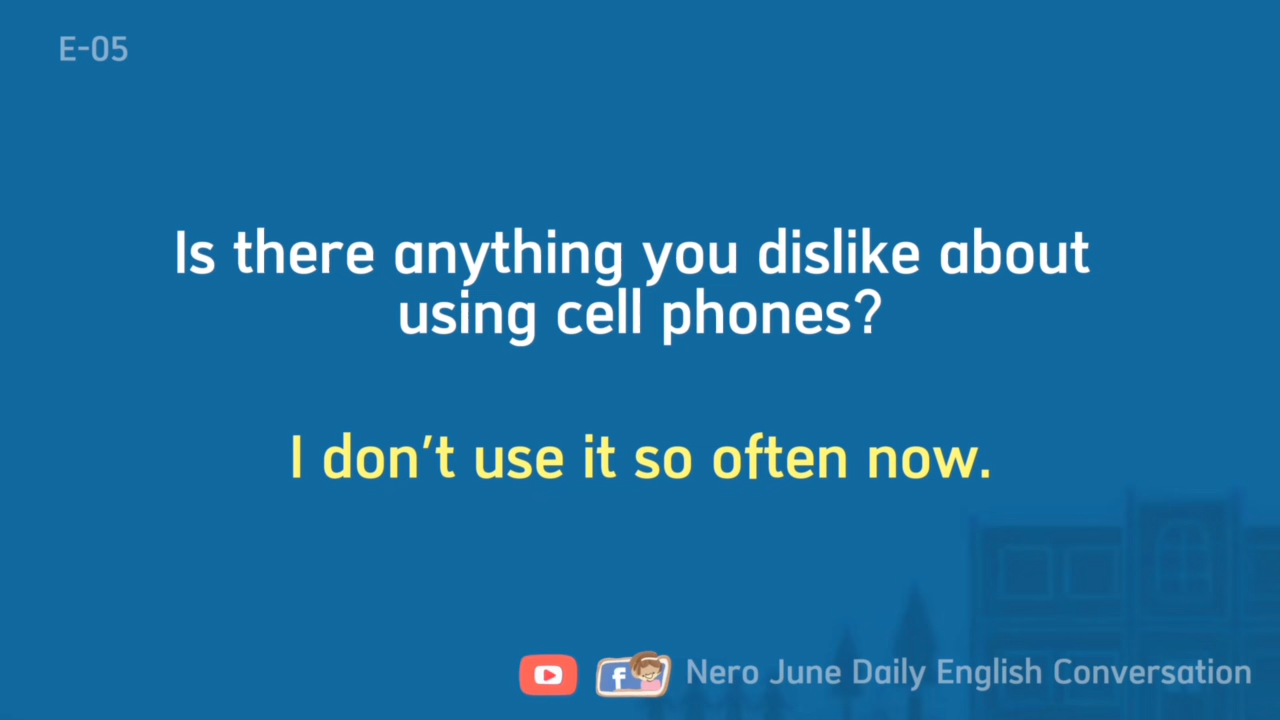 E-05
Is there anything you dislike about
using cell phones?
I don't use it so often now.
f
Nero June Daily English Conversation